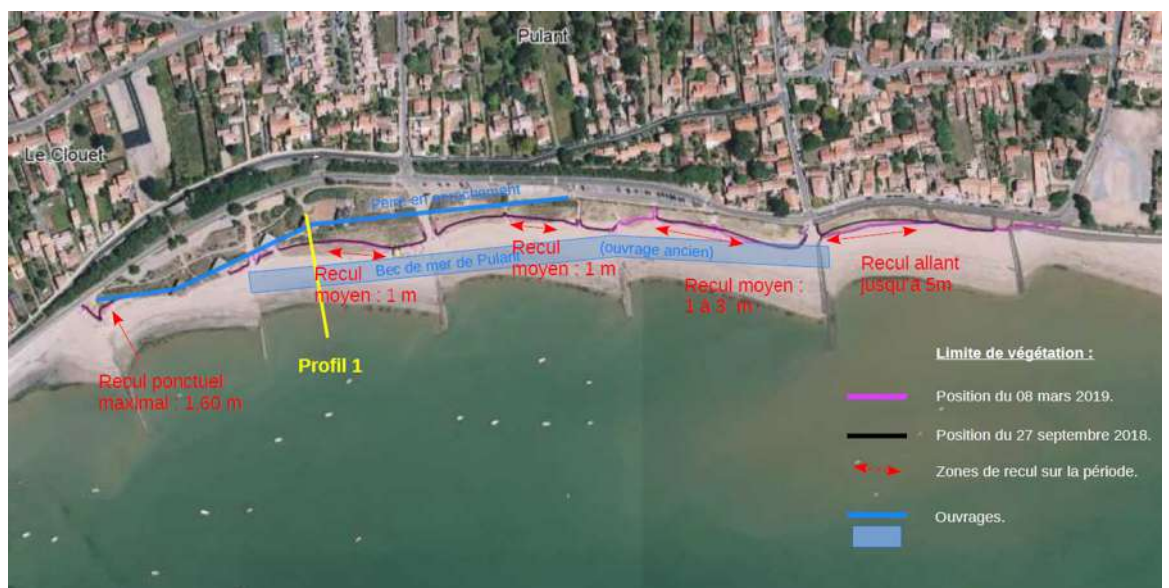 Pulant
Le Clouet
Perré en enrochement
Recul
moyen : 1 m
Bec de mer de Pulant
(ouvrage ancien)
Recul
moyen : 1 m
Recul moyen :
1 à 3 m
Recul allant
jusqu'à 5m
Recul ponctuel
maximal : 1,60 m
Profil 1
Limite de végétation :
Position du 08 mars 2019.
Position du 27 septembre 2018.
Zones de recul sur la période.
Ouvrages.